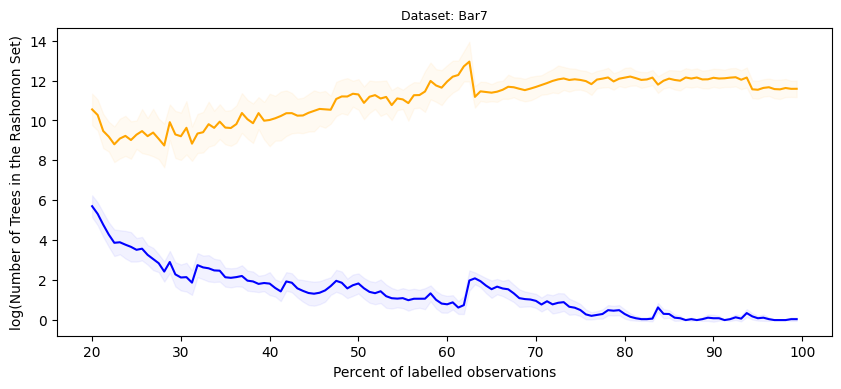 Dataset: Bar7
log(Number of Trees in the Rashomon Set)
14
12
10
8
6
4
2
0
20 30 40 50 60 70 80 90 100
Percent of labelled observations